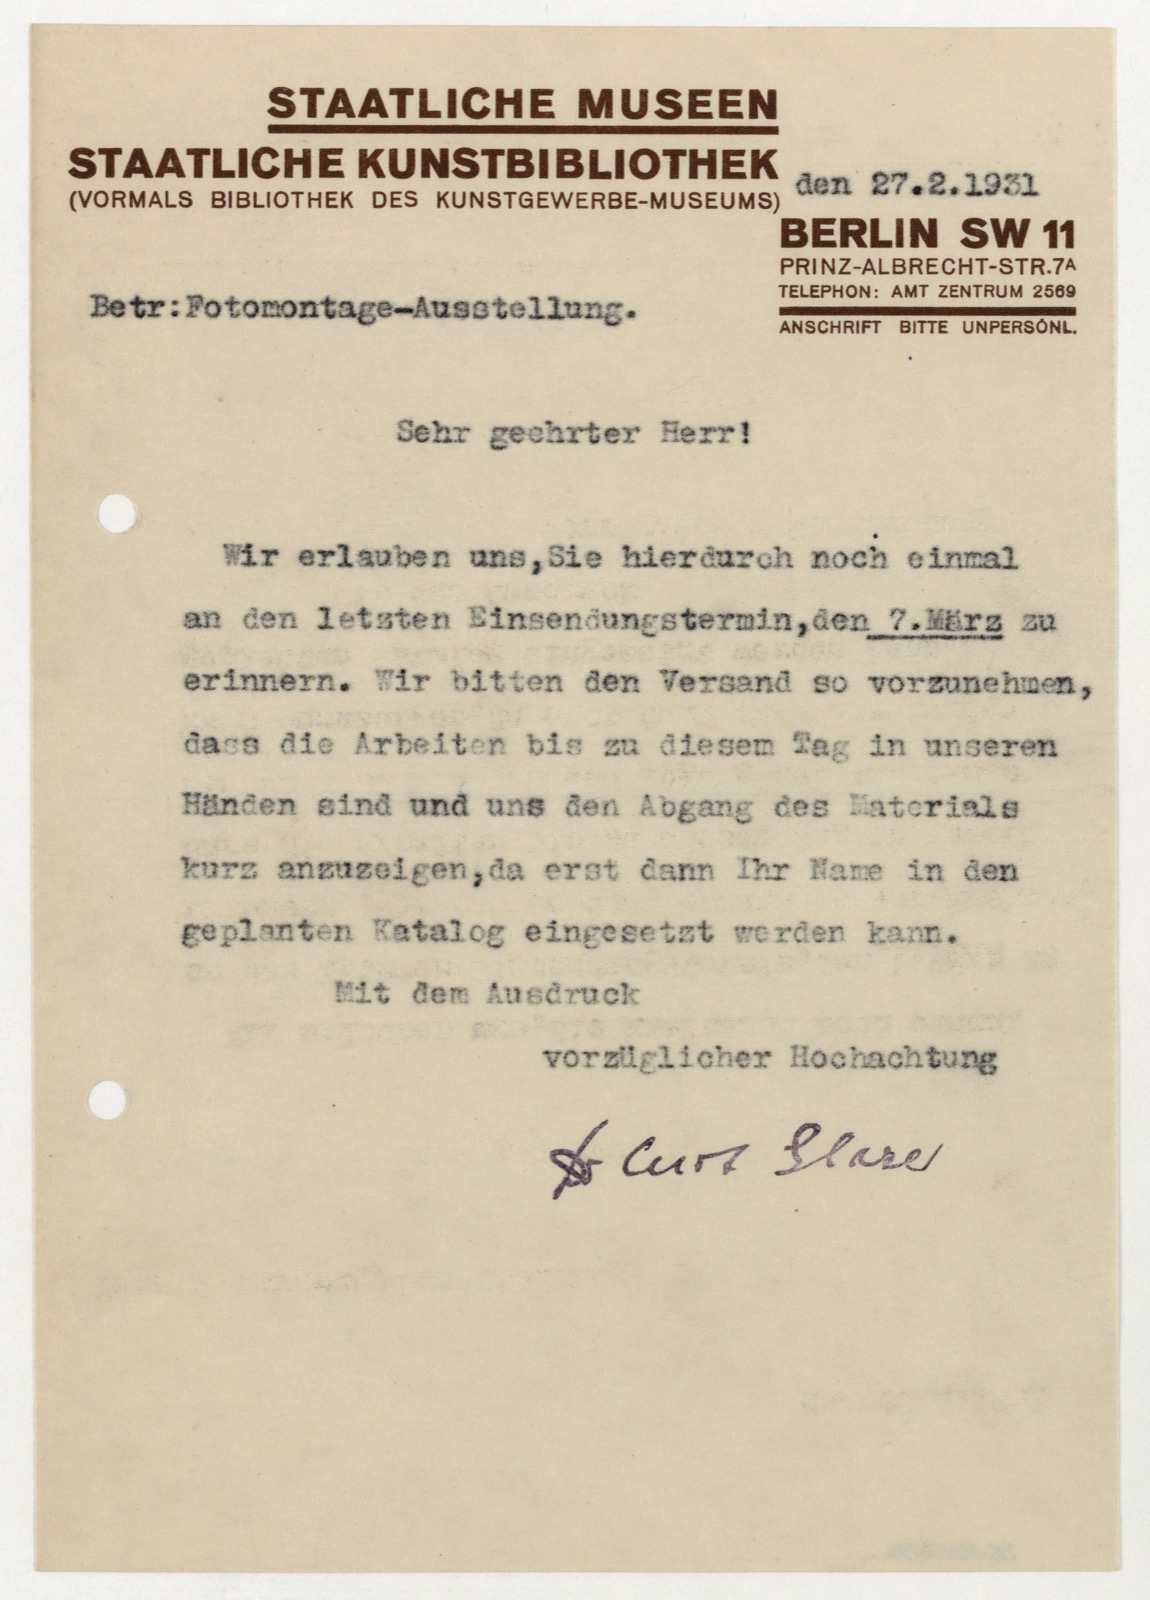 STAATLICHE MUSEEN
STAATLICHE KUNSTBIBLIOTHEK
(VORMALS BIBLIOTHEK DES KUNSTGEWERBE-MUSEUMS)
den 27.2.1931
BERLIN SW 11
PRINZ-ALBRECHT-STR.7A
TELEPHON: AMT ZENTRUM 2569
ANSCHRIFT BITTE UNPERSÖNL.
Betr:Fotomontage-Ausstellung.
Sehr geehrter Herr!
Wir erlauben uns,Sie hierdurch noch einmal
an den letzten Einsendungstermin,den 7.März zu
erinnern. Wir bitten den Versand so vorzunehmen,
dass die Arbeiten bis zu diesem Tag in unseren
Händen sind und uns den Abgang des Materials
kurz anzuzeigen,da erst dann Ihr Name in den
geplanten Katalog eingesetzt werden kann.
Mit dem Ausdruck
vorzüglicher Hochachtung
Curt Glaser